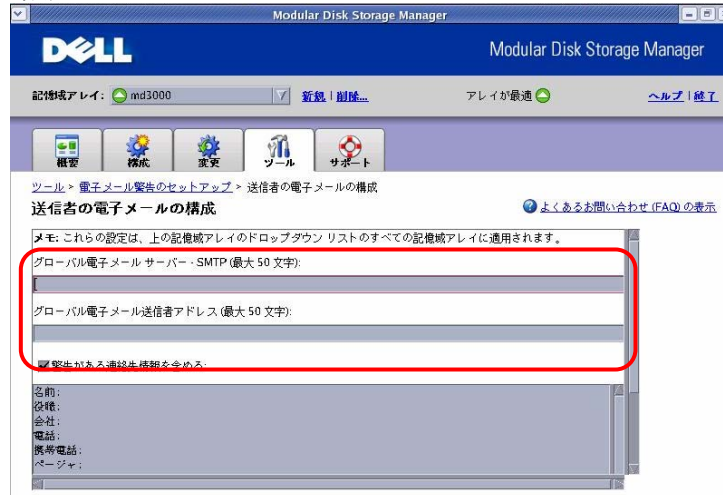 Modular Disk Storage Manager
DELL
Modular Disk Storage Manager
記憶域アレイ: md3000 新規 | 削除... アレイが最適 ヘルプ | 終了
概要 構成 変更 ツール サポート
ツール > 電子メール警告のセットアップ > 送信者の電子メールの構成
送信者の電子メールの構成
よくあるお問い合わせ (FAQ) の表示
メモ: これらの設定は、上の記憶域アレイのドロップダウン リストのすべての記憶域アレイに適用されます。
グローバル電子メール サーバー - SMTP (最大 50 文字):
グローバル電子メール送信者アドレス (最大 50 文字):
警告がある連絡先情報を含める:
名前:
役職:
会社:
電話:
携帯電話:
ページャ: